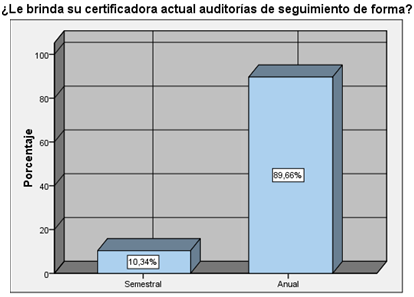 ¿Le brinda su certificadora actual auditorías de seguimiento de forma?
Porcentaje
100
80
60
40
20
0
10,34%
89,66%
Semestral
Anual